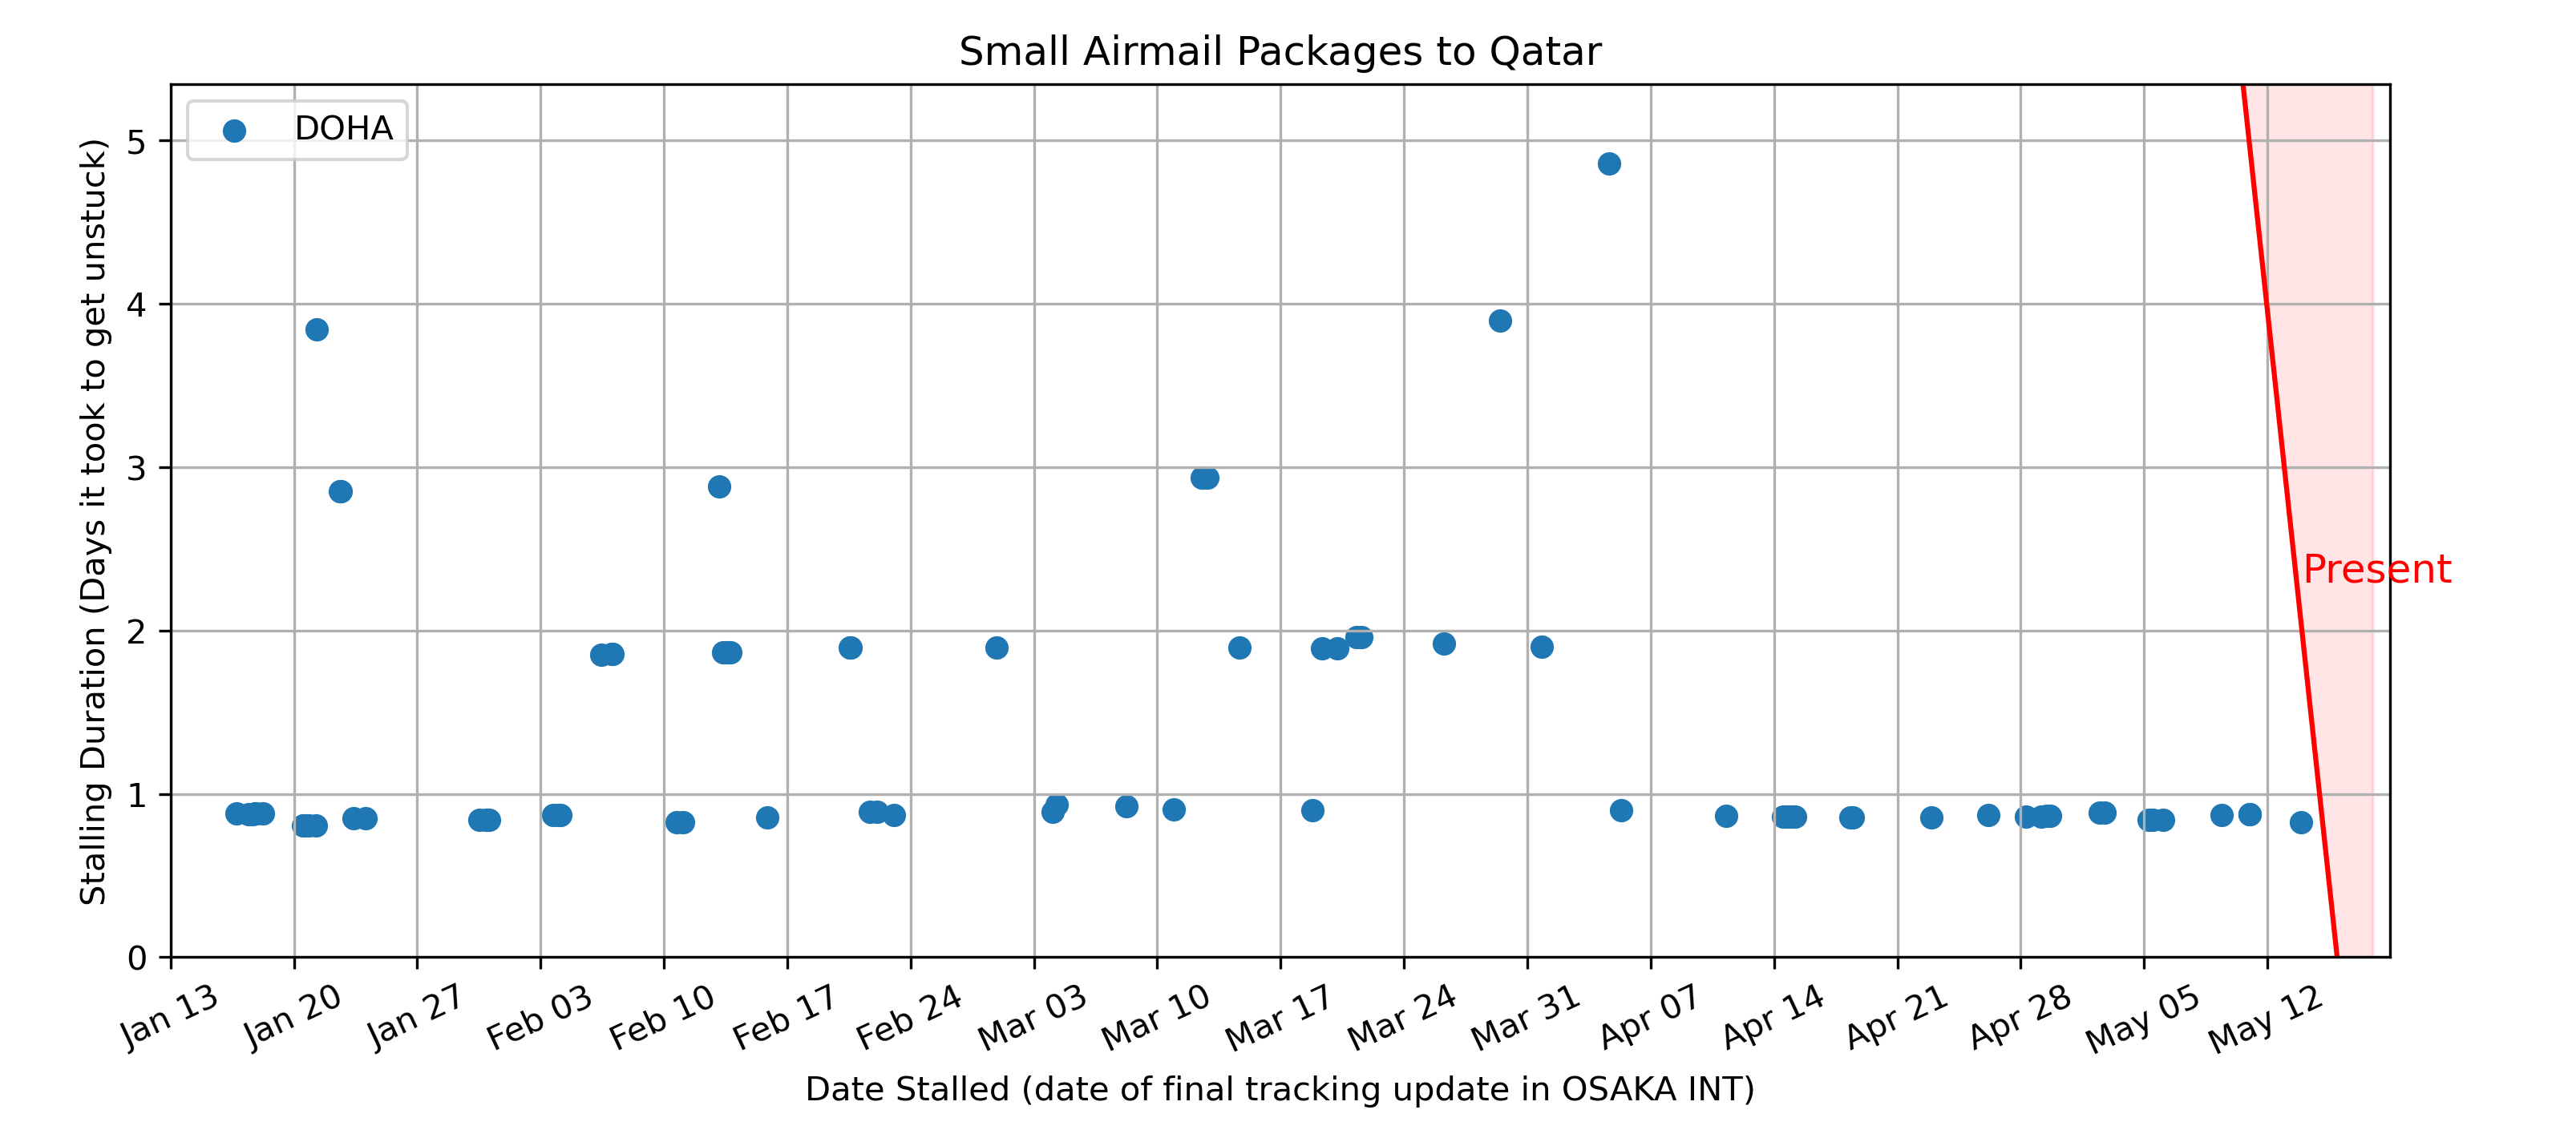 Small Airmail Packages to Qatar
DOHA
Stalling Duration (Days it took to get unstuck)
5
4
3
2
1
0
Present
Jan 13
Jan 20
Jan 27
Feb 03
Feb 10
Feb 17
Feb 24
Mar 03
Mar 10
Mar 17
Mar 24
Mar 31
Apr 07
Apr 14
Apr 21
Apr 28
May 05
May 12
Date Stalled (date of final tracking update in OSAKA INT)